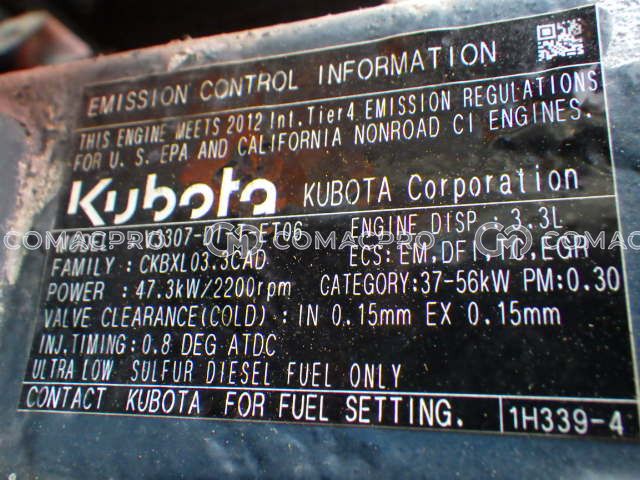 EMISSION CONTROL INFORMATION
THIS ENGINE MEETS 2012 Int.Tier4 EMISSION REGULATIONS
FOR U.S.EPA AND CALIFORNIA NONROAD CI ENGINES.
Kubota KUBOTA Corporation
ENGINE DISP : 3.3L
COMACPRO COMACPRO COMACPRO
FAMILY : CKBXL03.3CAD ECS:
POWER : 47.3kW/2200rpm CATEGORY:37-56kW PM:0.30
VALVE CLEARANCE(COLD) : IN 0.15mm EX 0.15mm
INJ.TIMING:0.8 DEG ATDC
ULTRA LOW SULFUR DIESEL FUEL ONLY
CONTACT KUBOTA FOR FUEL SETTING. 1H339-4